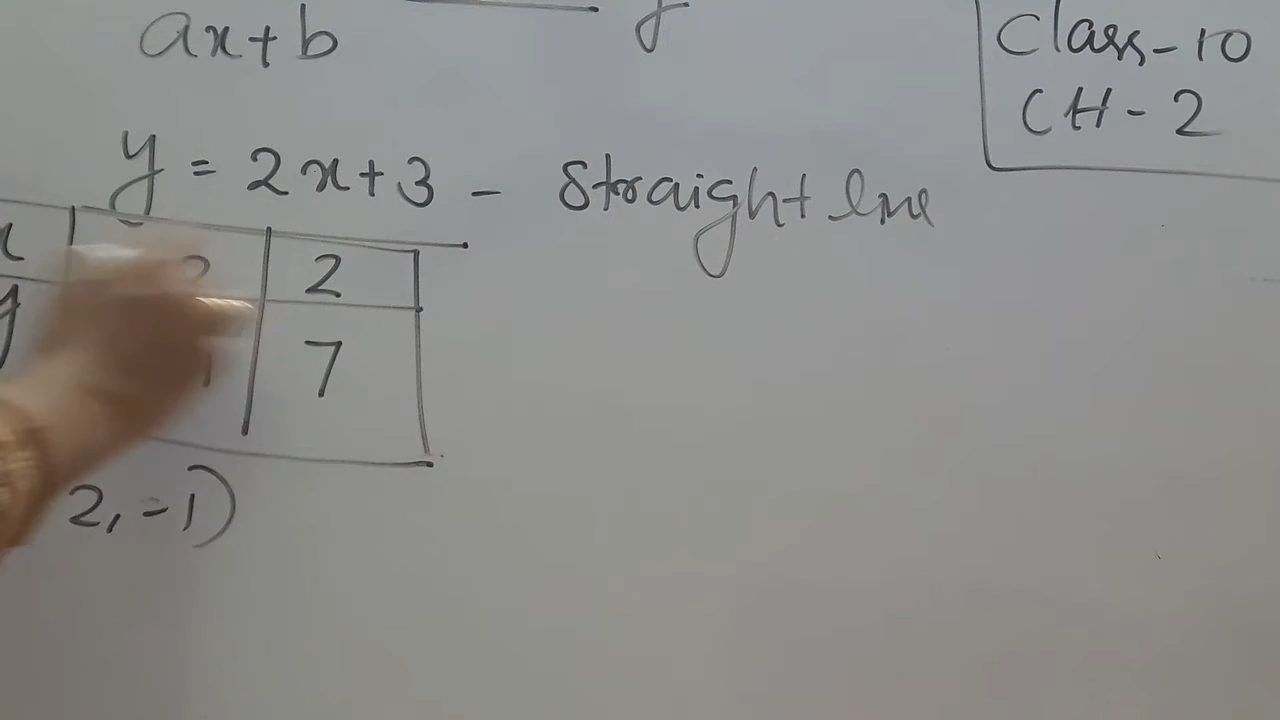 ax+b
Class-10
CH-2
y = 2x+3 - Straight line
x 2
y 7
2, -1)